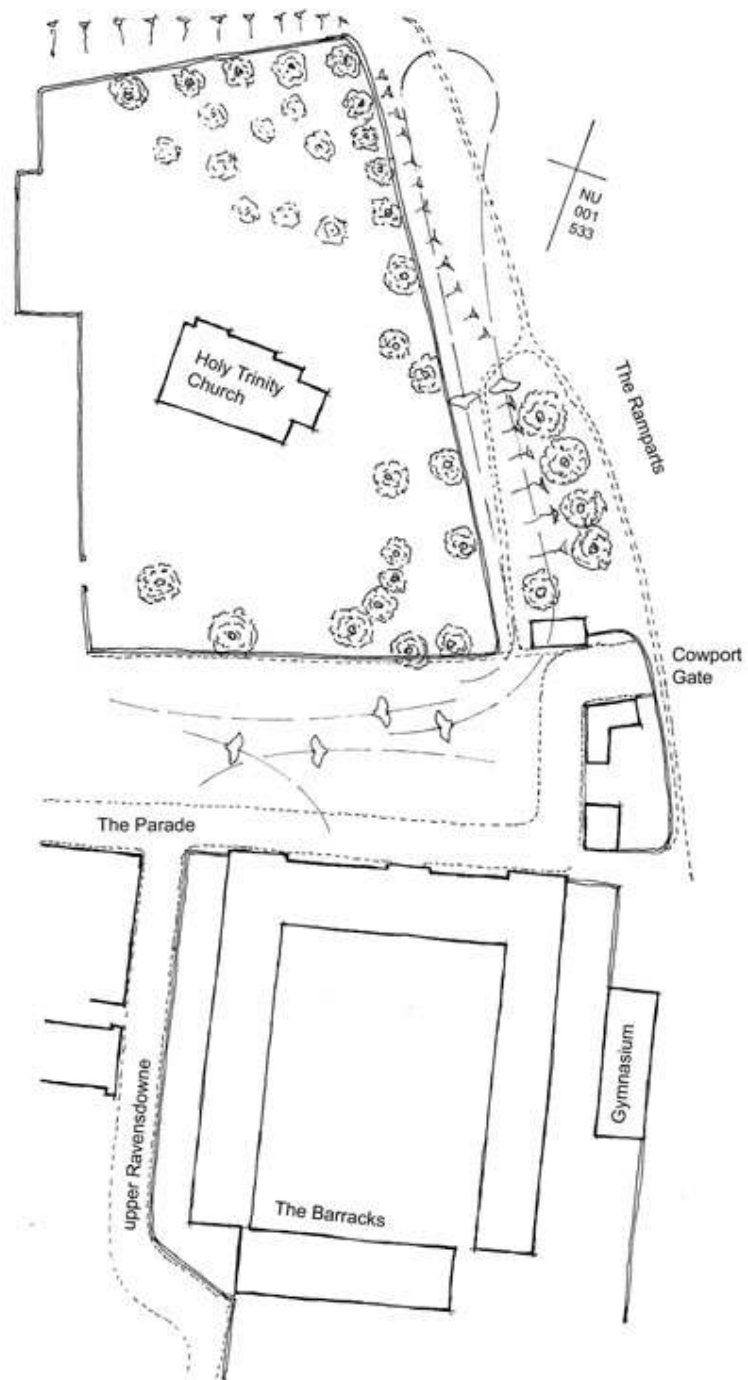 NU
001
533
The Ramparts
Holy Trinity
Church
Cowport
Gate
The Parade
upper Ravensdowne
Gymnasium
The Barracks